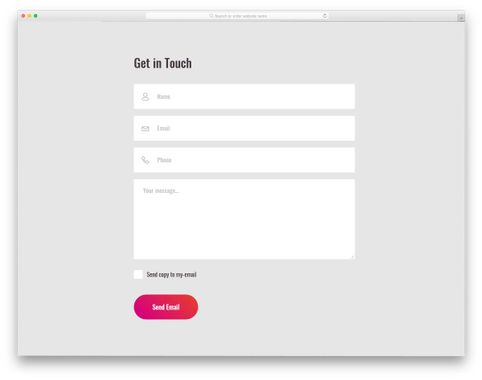 Search or enter website name
Get in Touch
Name
Email
Phone
Your message...
Send copy to my-email
Send Email